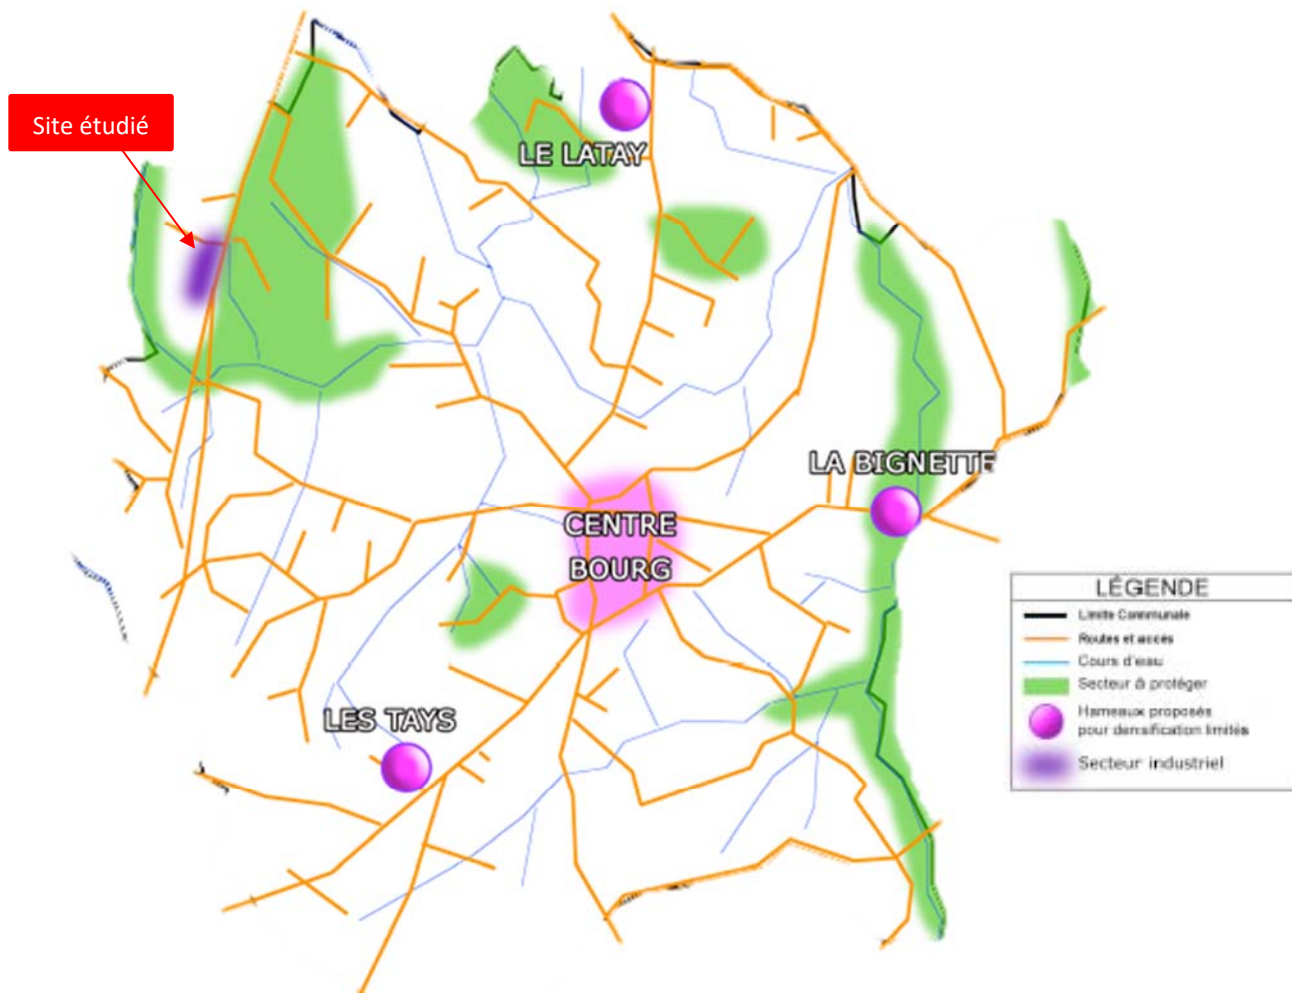 Site étudié
LE LATAY
LA BIGNETTE
CENTRE
BOURG
LES TAYS
LÉGENDE
Limite Communale
Routes et accès
Cours d'eau
Secteur à protéger
Hameaux proposés
pour densification limités
Secteur industriel